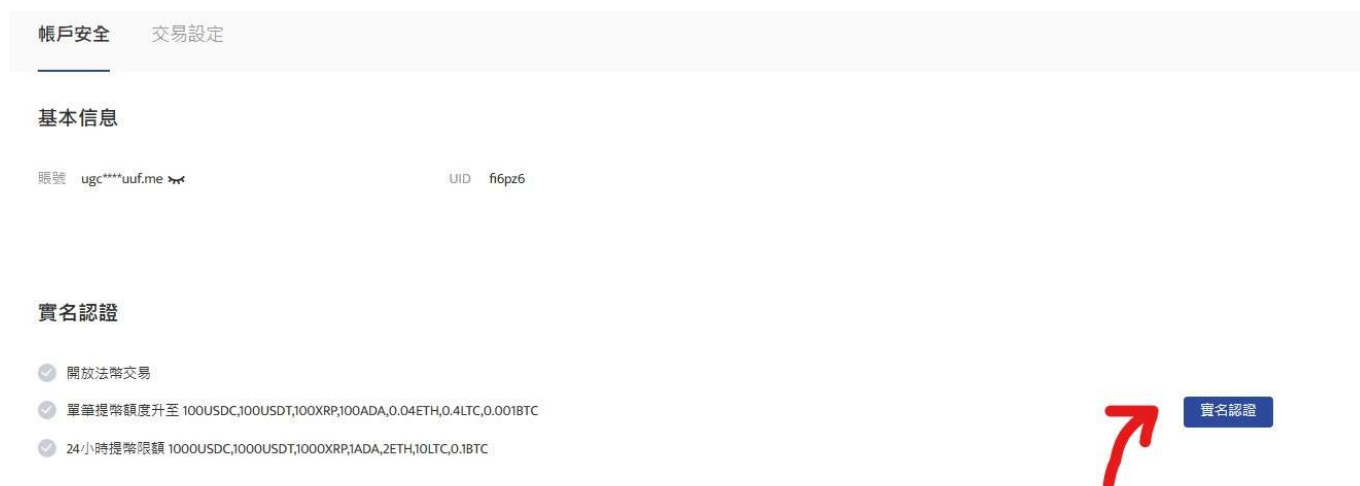 帳戶安全 交易設定
基本信息
賬號 ugc****uuf.me UID fi6pz6
實名認證
開放法幣交易
單筆提幣額度升至 100USDC,100USDT,100XRP,100ADA,0.04ETH,0.4LTC,0.001BTC
實名認證
24小時提幣限額 1000USDC,1000USDT,1000XRP,1ADA,2ETH,10LTC,0.1BTC